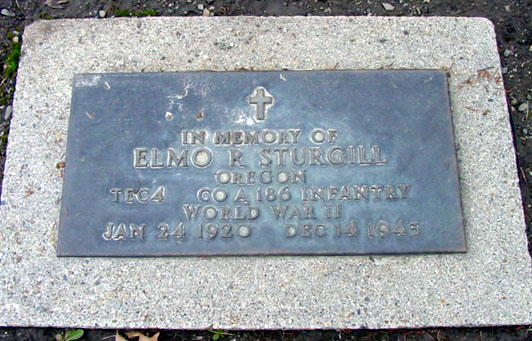 IN MEMORY OF
ELMO R STURGILL
OREGON
TEC4 CO A 186 INFANTRY
WORLD WAR II
JAN 24 1920 DEC 14 1943